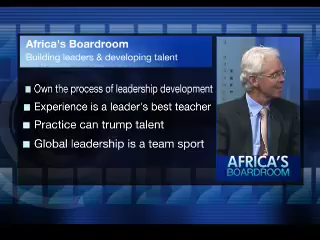 Africa's Boardroom
Building leaders & developing talent
Own the process of leadership development
Experience is a leader's best teacher
Practice can trump talent
Global leadership is a team sport
AFRICA'S
BOARDROOM